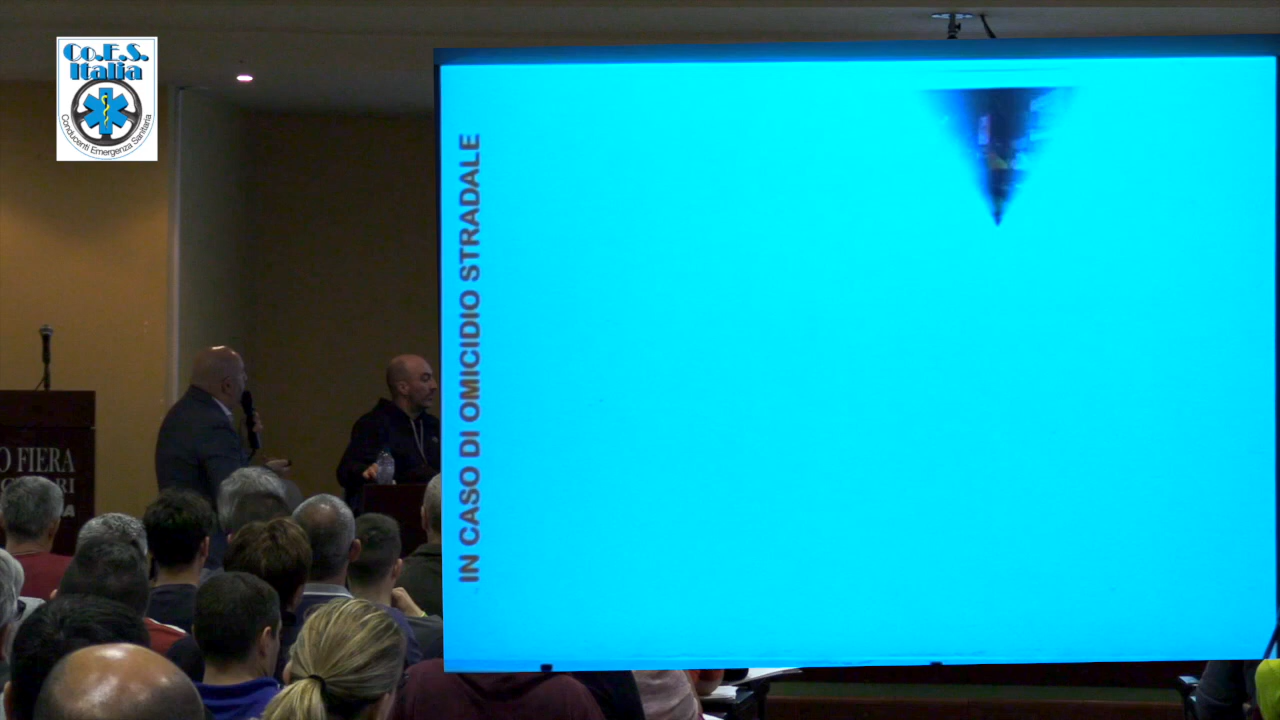 Co.E.S.
Italia
Conducenti Emergenza Sanitaria
IN CASO DI OMICIDIO STRADALE
O FIERA